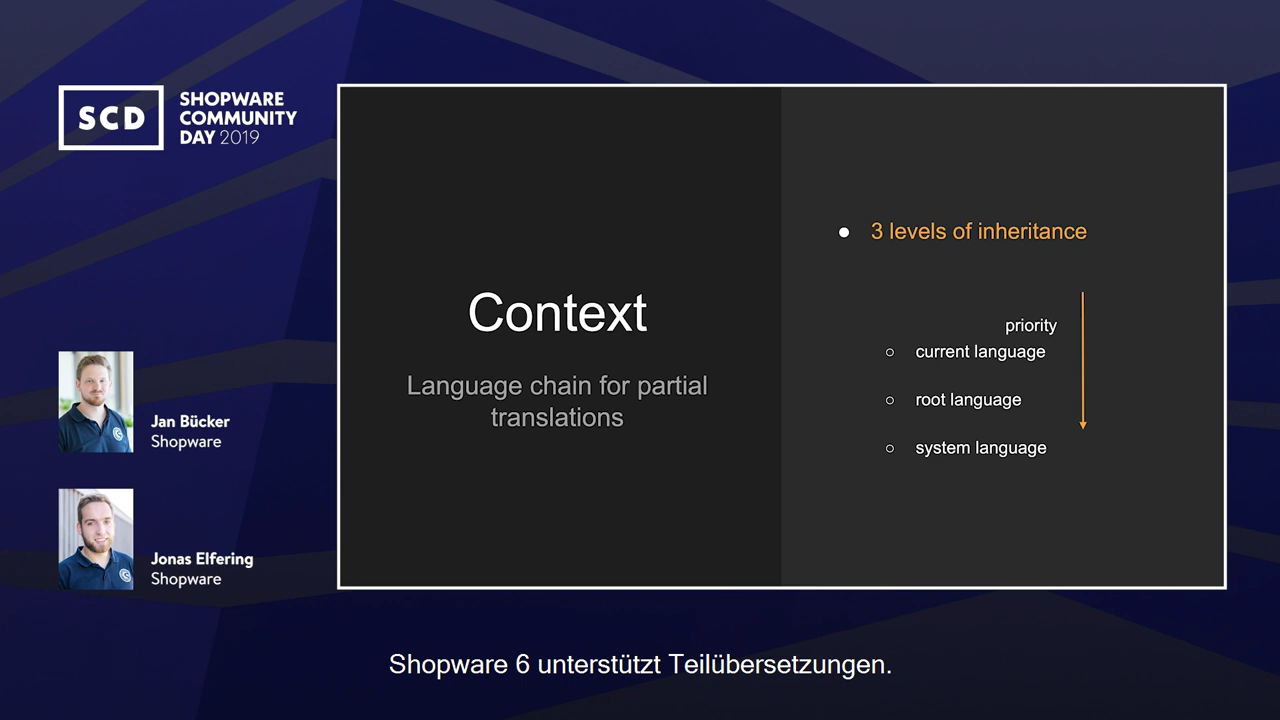 SCD
SHOPWARE
COMMUNITY
DAY 2019
Context
Language chain for partial
translations
3 levels of inheritance
priority
current language
root language
system language
Jan Bücker
Shopware
Jonas Elfering
Shopware
Shopware 6 unterstützt Teilübersetzungen.